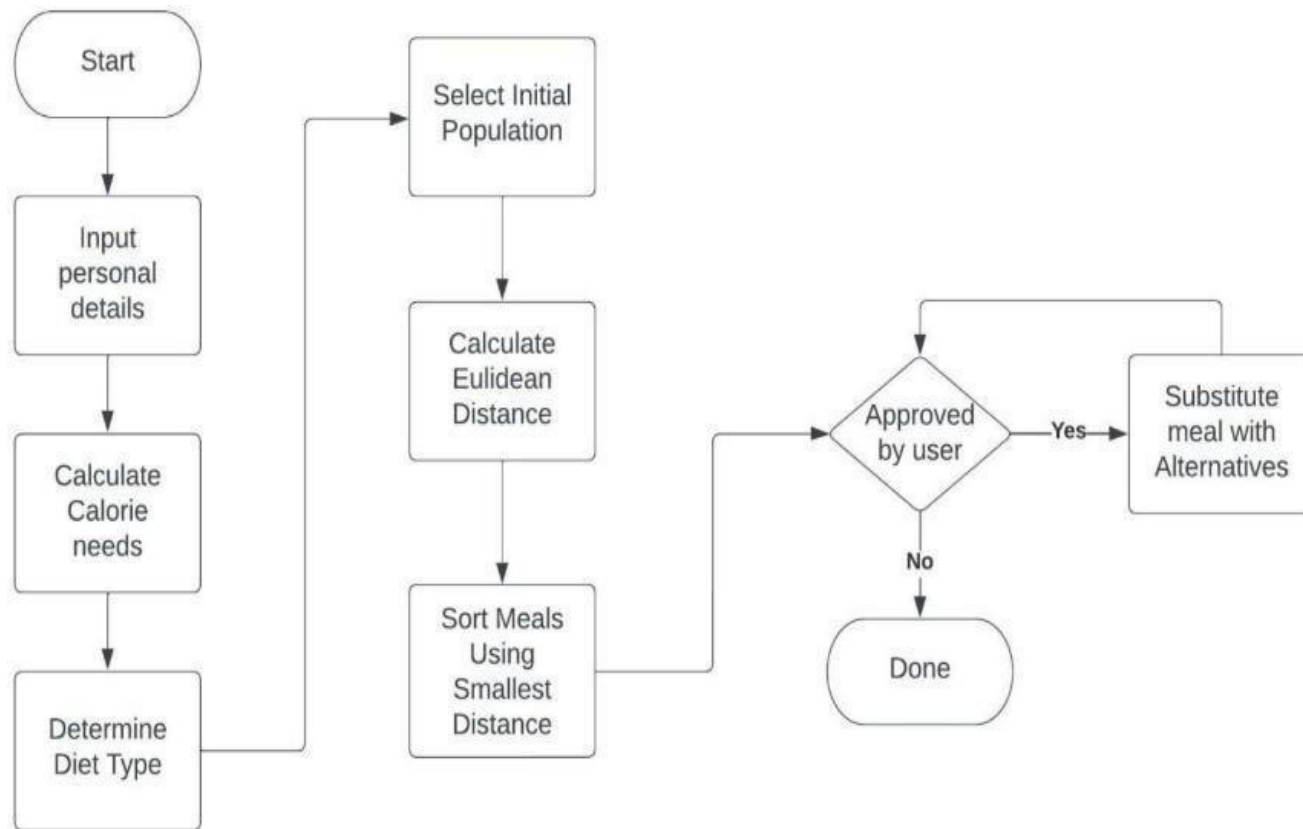 Start
Input
personal
details
Calculate
Calorie
needs
Determine
Diet Type
Select Initial
Population
Calculate
Eulidean
Distance
Sort Meals
Using
Smallest
Distance
Approved
by user
Yes
Substitute
meal with
Alternatives
No
Done